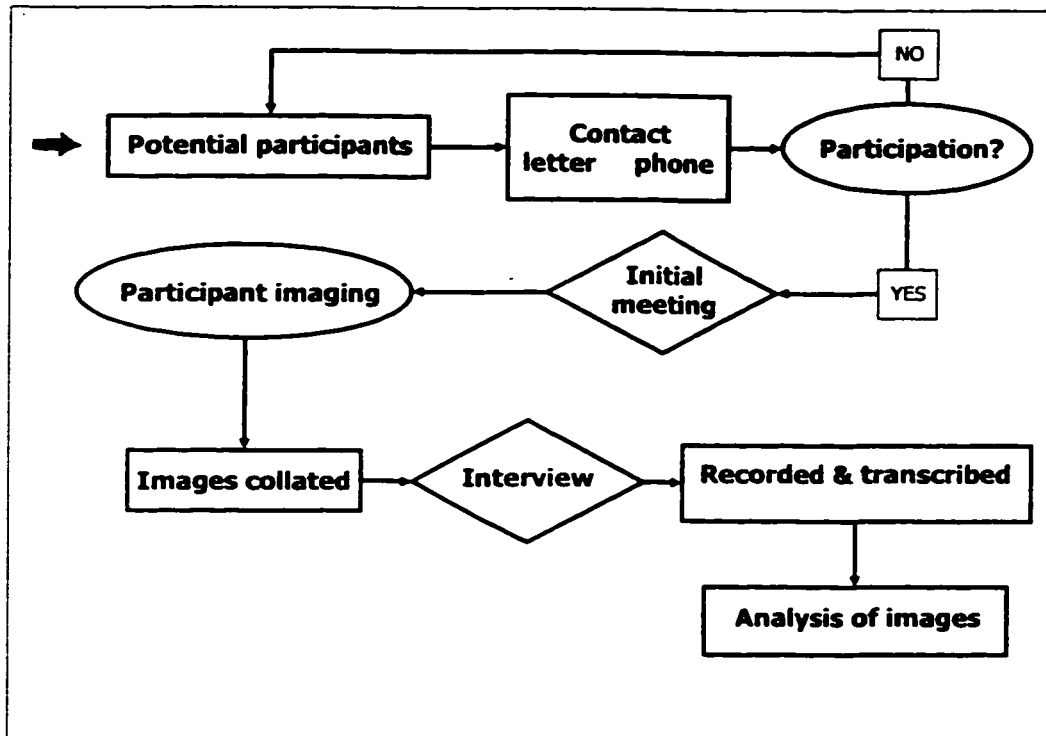 NO
Potential participants
Contact
letter phone
Participation?
Participant imaging
Initial
meeting
YES
Images collated
Interview
Recorded & transcribed
Analysis of images